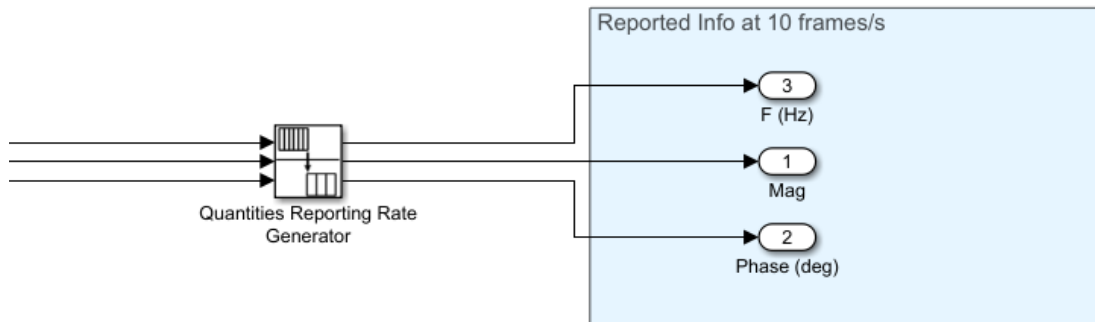 Reported Info at 10 frames/s
3
F (Hz)
1
Mag
Quantities Reporting Rate
Generator
2
Phase (deg)